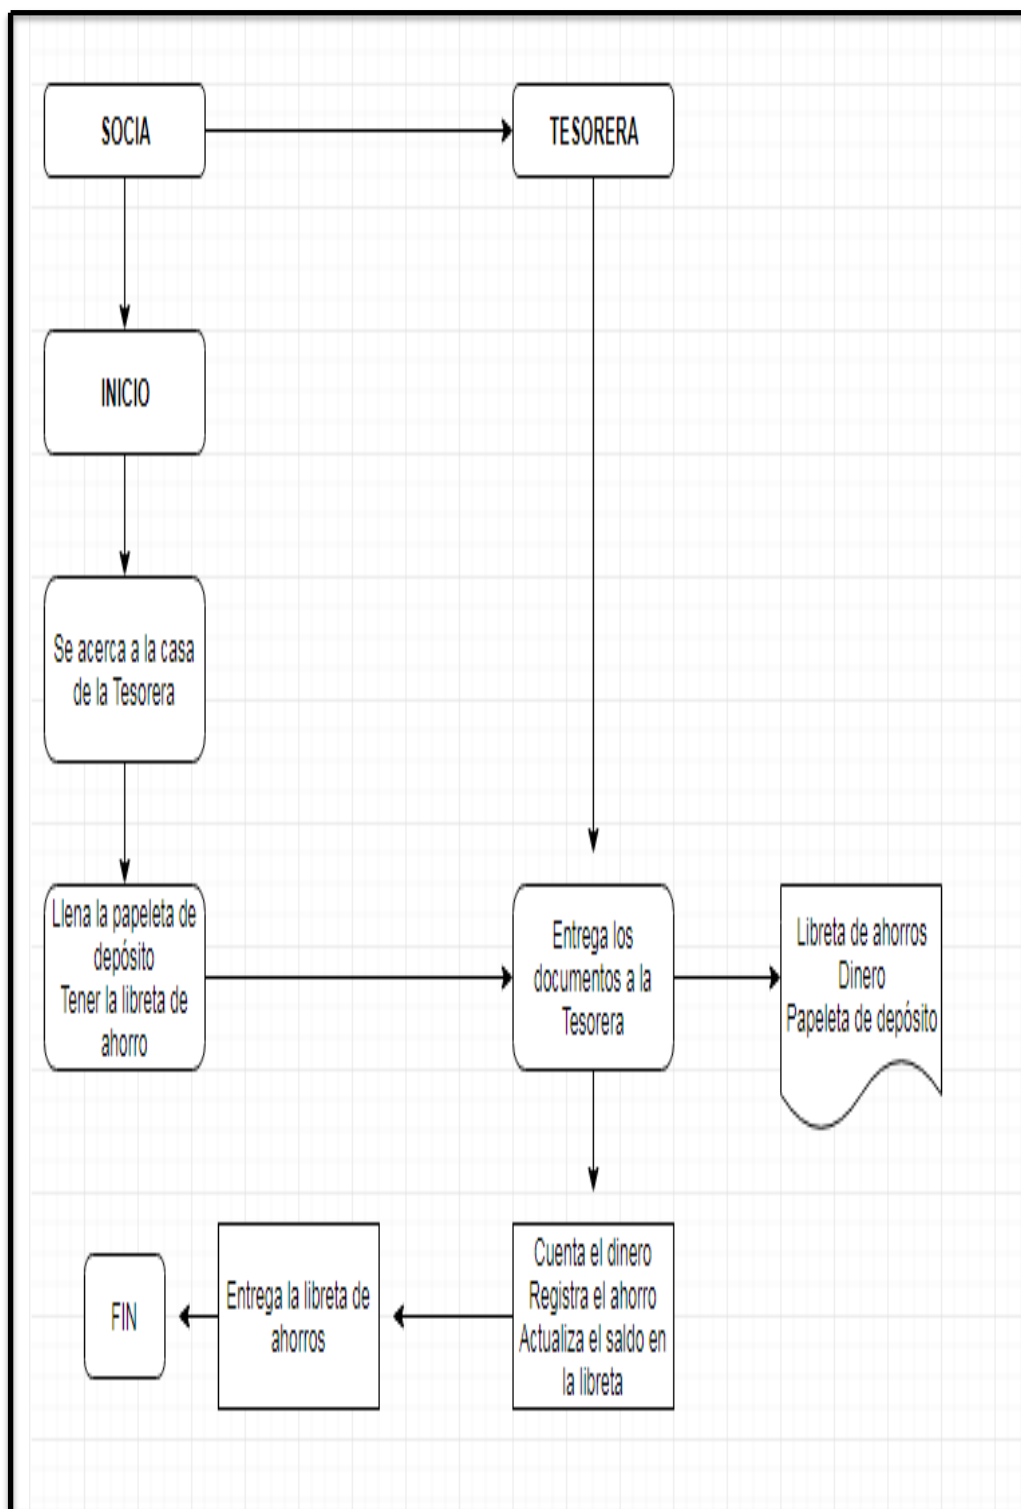 SOCIA
TESORERA
INICIO
Se acerca a la casa
de la Tesorera
Llena la papeleta de
depósito
Tener la libreta de
ahorro
Entrega los
documentos a la
Tesorera
Libreta de ahorros
Dinero
Papeleta de depósito
Cuenta el dinero
Registra el ahorro
Actualiza el saldo en
la libreta
Entrega la libreta de
ahorros
FIN